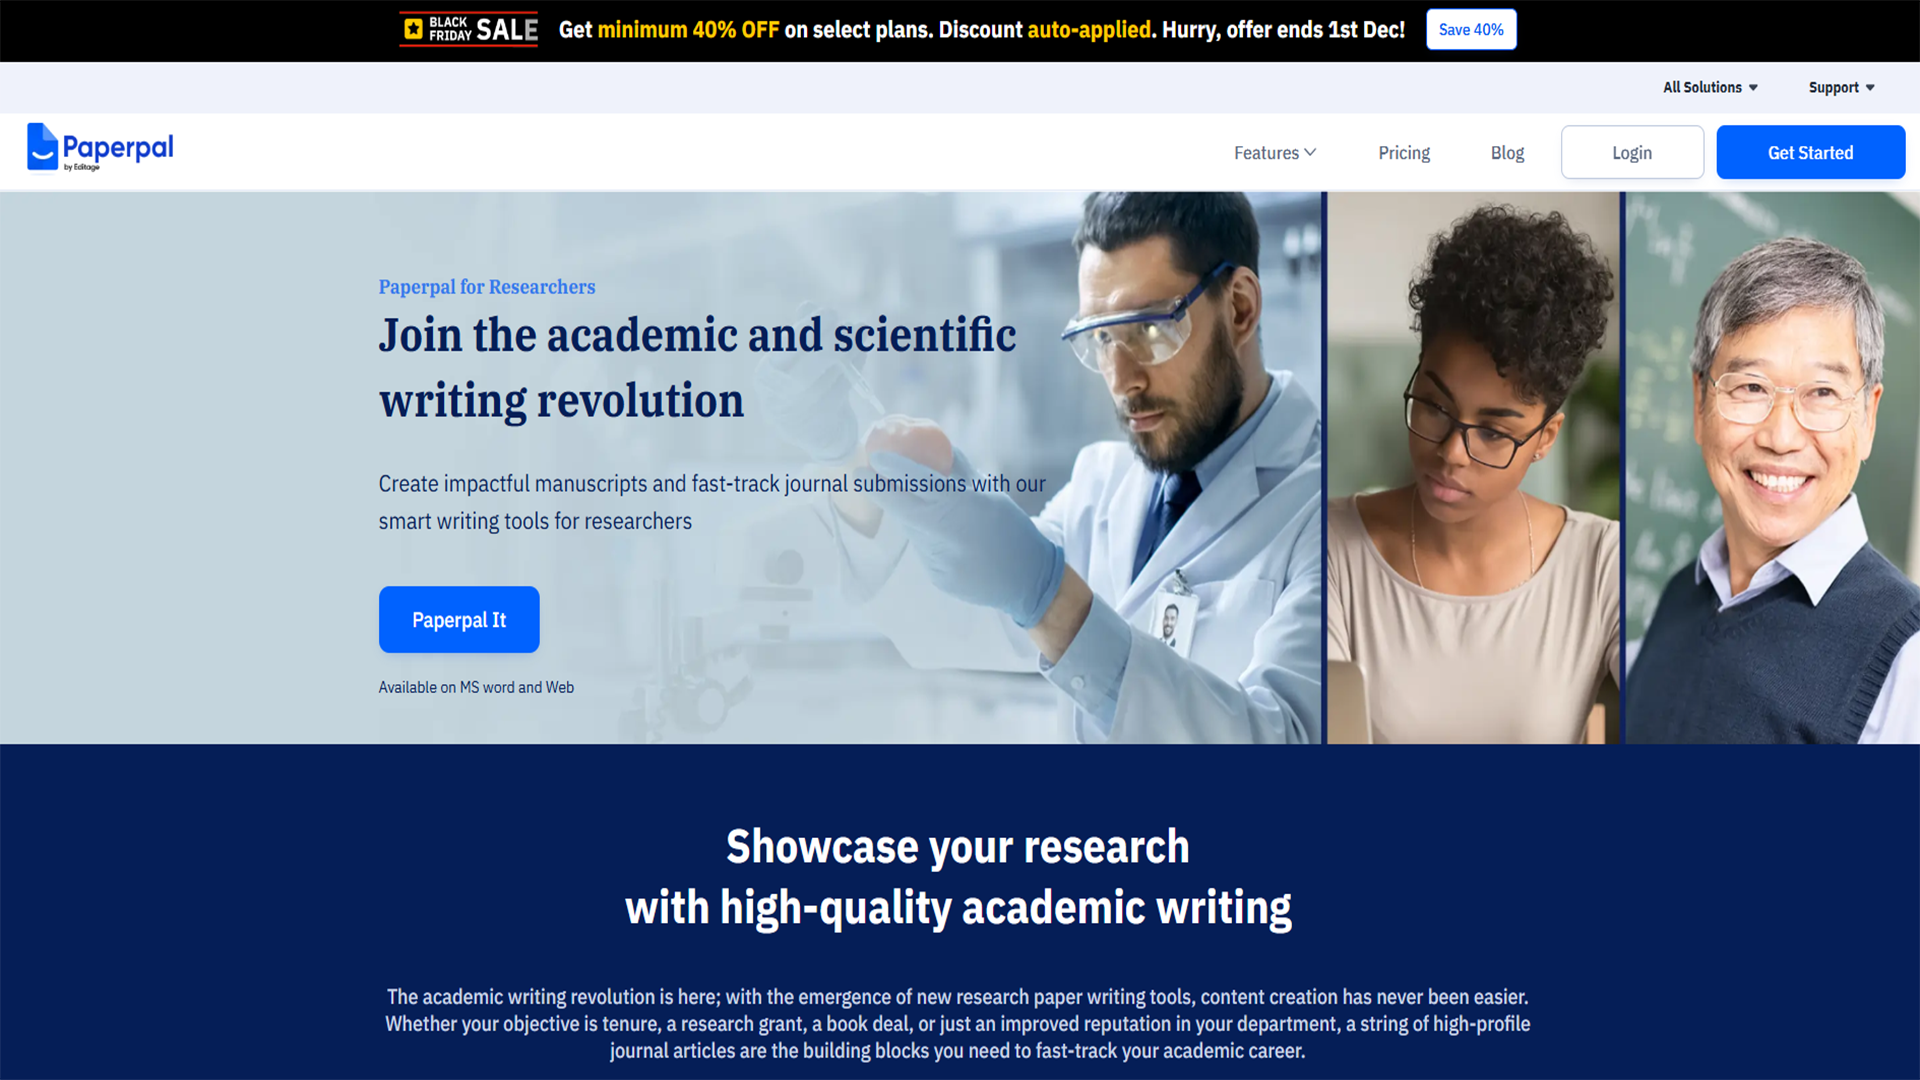 BLACK
FRIDAY SALE
Get minimum 40% OFF on select plans. Discount auto-applied. Hurry, offer ends 1st Dec!
Save 40%
All Solutions
Support
Paperpal
by Editage
Features
Pricing
Blog
Login
Get Started
Paperpal for Researchers
Join the academic and scientific
writing revolution
Create impactful manuscripts and fast-track journal submissions with our
smart writing tools for researchers
Paperpal It
Available on MS word and Web
Showcase your research
with high-quality academic writing
The academic writing revolution is here; with the emergence of new research paper writing tools, content creation has never been easier.
Whether your objective is tenure, a research grant, a book deal, or just an improved reputation in your department, a string of high-profile
journal articles are the building blocks you need to fast-track your academic career.